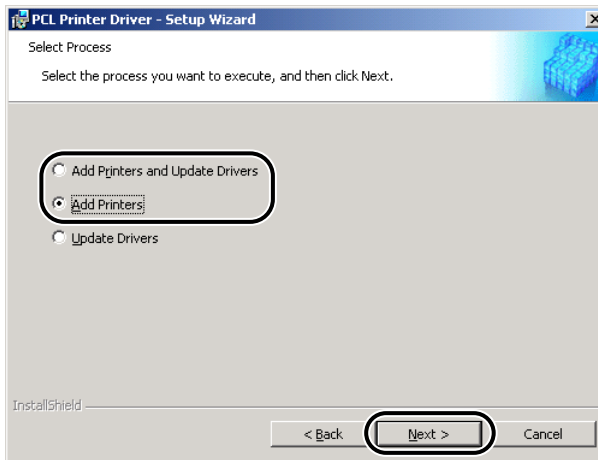 PCL Printer Driver - Setup Wizard
Select Process
Select the process you want to execute, and then click Next.
Add Printers and Update Drivers
Add Printers
Update Drivers
InstallShield
< Back Next > Cancel